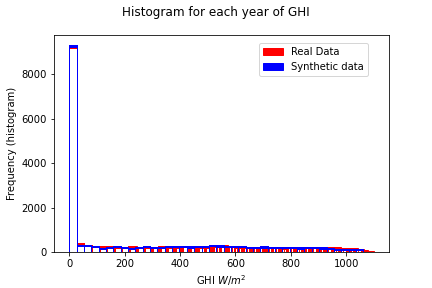 Histogram for each year of GHI
Real Data
Synthetic data
Frequency (histogram)
8000
6000
4000
2000
0
0 200 400 600 800 1000
GHI W/m²